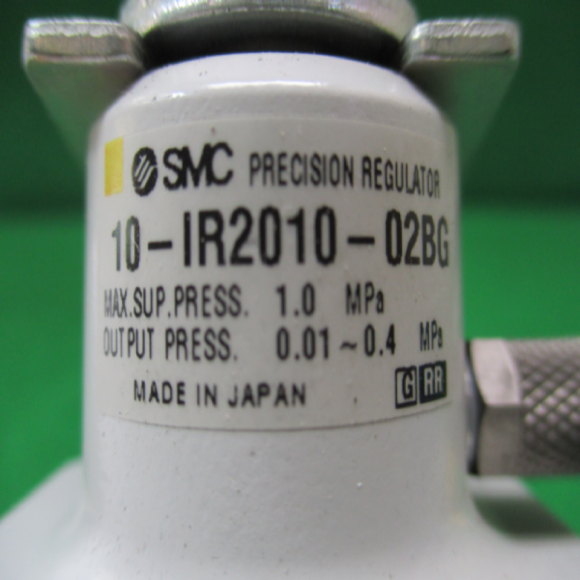 SMC PRECISION REGULATOR
10-IR2010-02BG
MAX.SUP.PRESS. 1.0 MPa
OUTPUT PRESS. 0.01~0.4 MPa
MADE IN JAPAN G RR